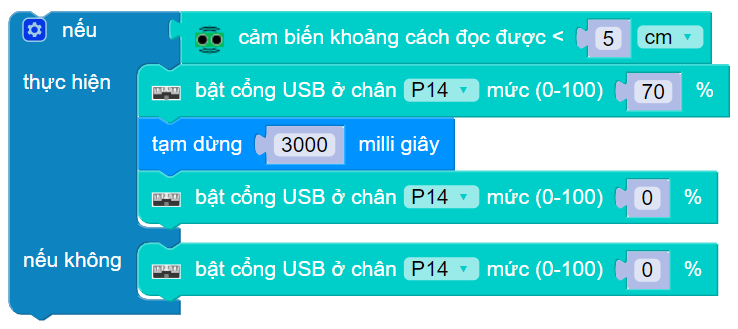 nếu cảm biến khoảng cách đọc được < 5 cm
thực hiện bật cổng USB ở chân P14 mức (0-100) 70 %
tạm dừng 3000 milli giây
bật cổng USB ở chân P14 mức (0-100) 0 %
nếu không bật cổng USB ở chân P14 mức (0-100) 0 %